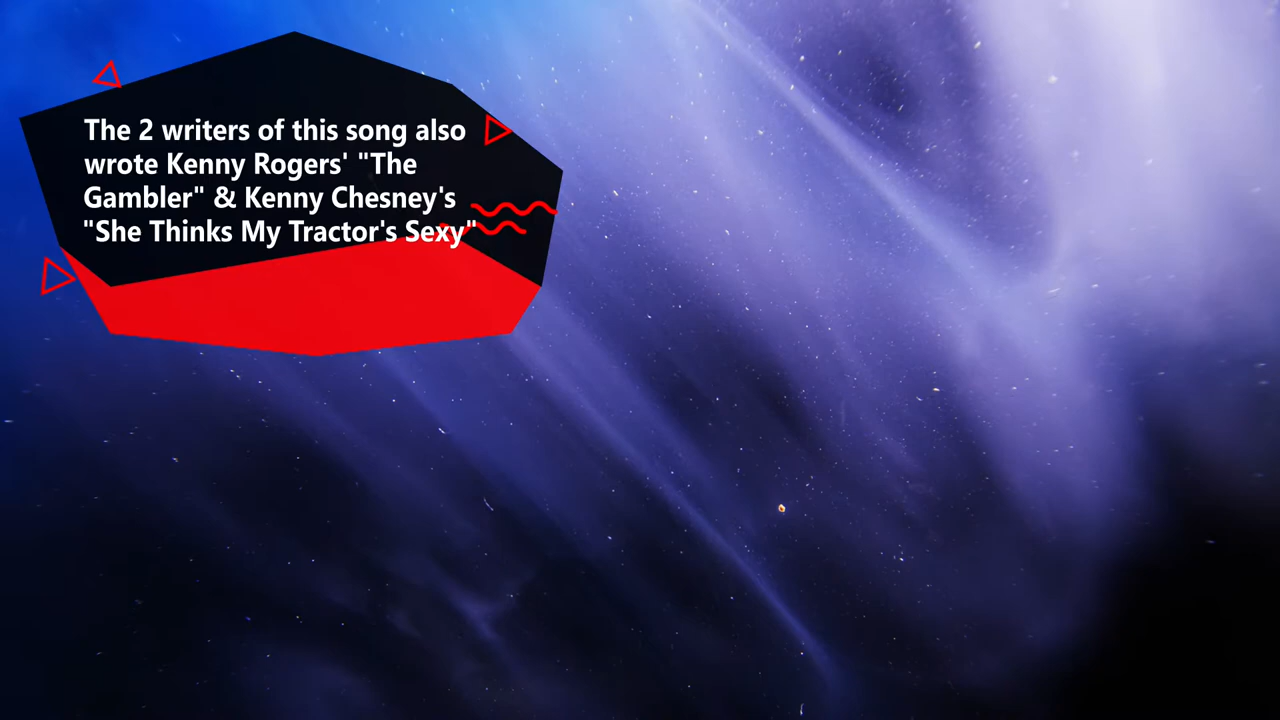 The 2 writers of this song also
wrote Kenny Rogers' "The
Gambler" & Kenny Chesney's
"She Thinks My Tractor's Sexy"